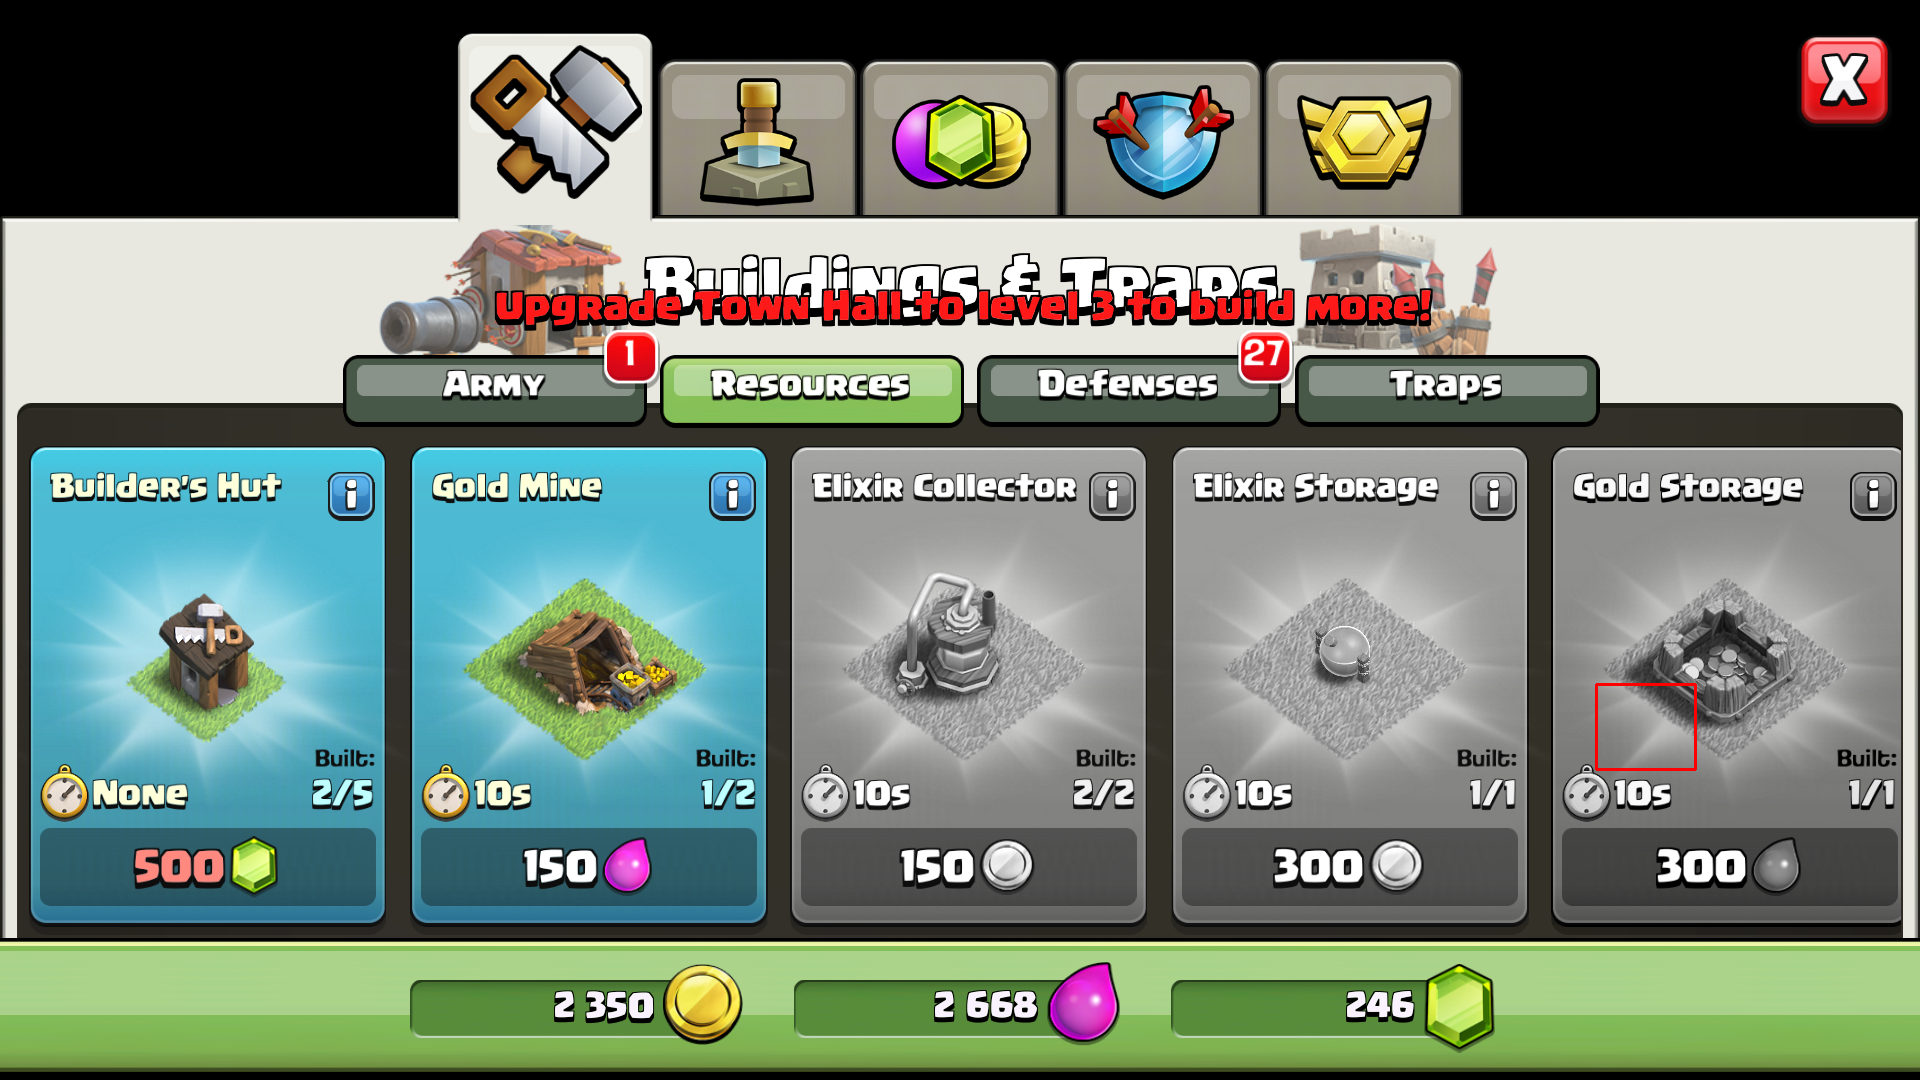 X
Buildings & Traps
Upgrade Town Hall to level 3 to build more!
Army 1
Resources
Defenses 27
Traps
Builder's Hut i
Gold Mine i
Elixir Collector i
Elixir Storage i
Gold Storage i
Built:
None 2/5
500
Built:
10s 1/2
150
Built:
10s 2/2
150
Built:
10s 1/1
300
Built:
10s 1/1
300
2 350
2 668
246